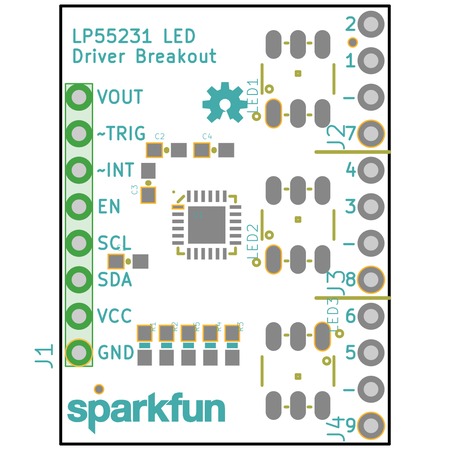 LP55231 LED
Driver Breakout
2
1
–
7
J2
LED1
VOUT
~TRIG
~INT
EN
SCL
SDA
VCC
GND
J1
C2
C4
C3
4
3
–
8
J3
LED2
LED3
6
5
–
9
J4
sparkfun